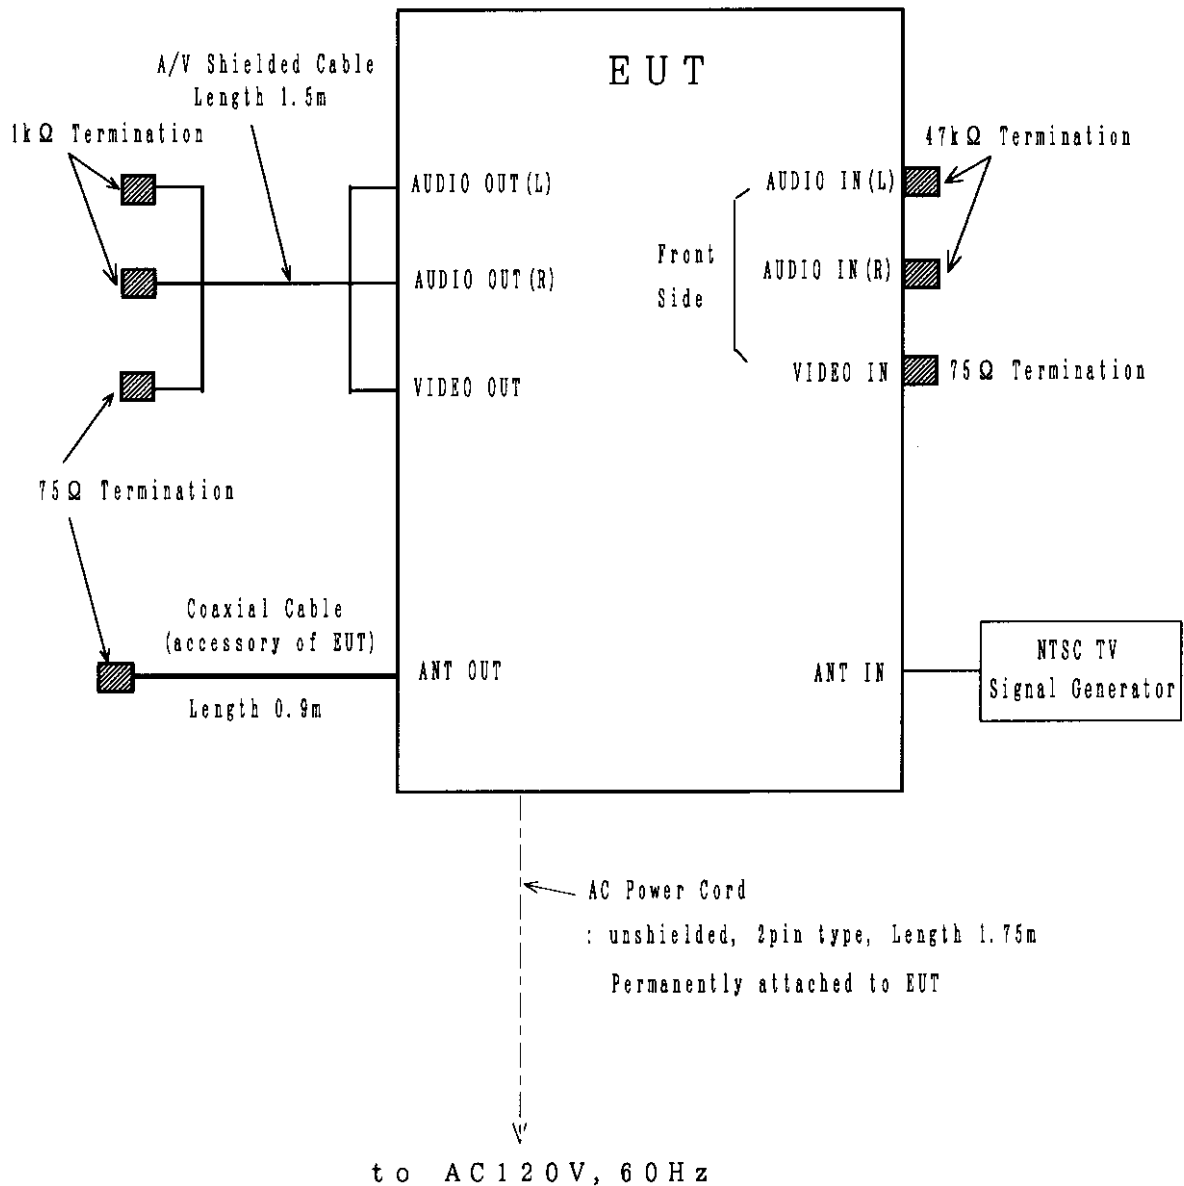 EUT
A/V Shielded Cable
Length 1.5m
1kΩ Termination
47kΩ Termination
AUDIO OUT(L)
AUDIO IN(L)
Front
Side
AUDIO OUT(R)
AUDIO IN(R)
VIDEO OUT
VIDEO IN
75Ω Termination
75Ω Termination
Coaxial Cable
(accessory of EUT)
Length 0.9m
ANT OUT
ANT IN
NTSC TV
Signal Generator
AC Power Cord
: unshielded, 2pin type, Length 1.75m
Permanently attached to EUT
to AC120V, 60Hz